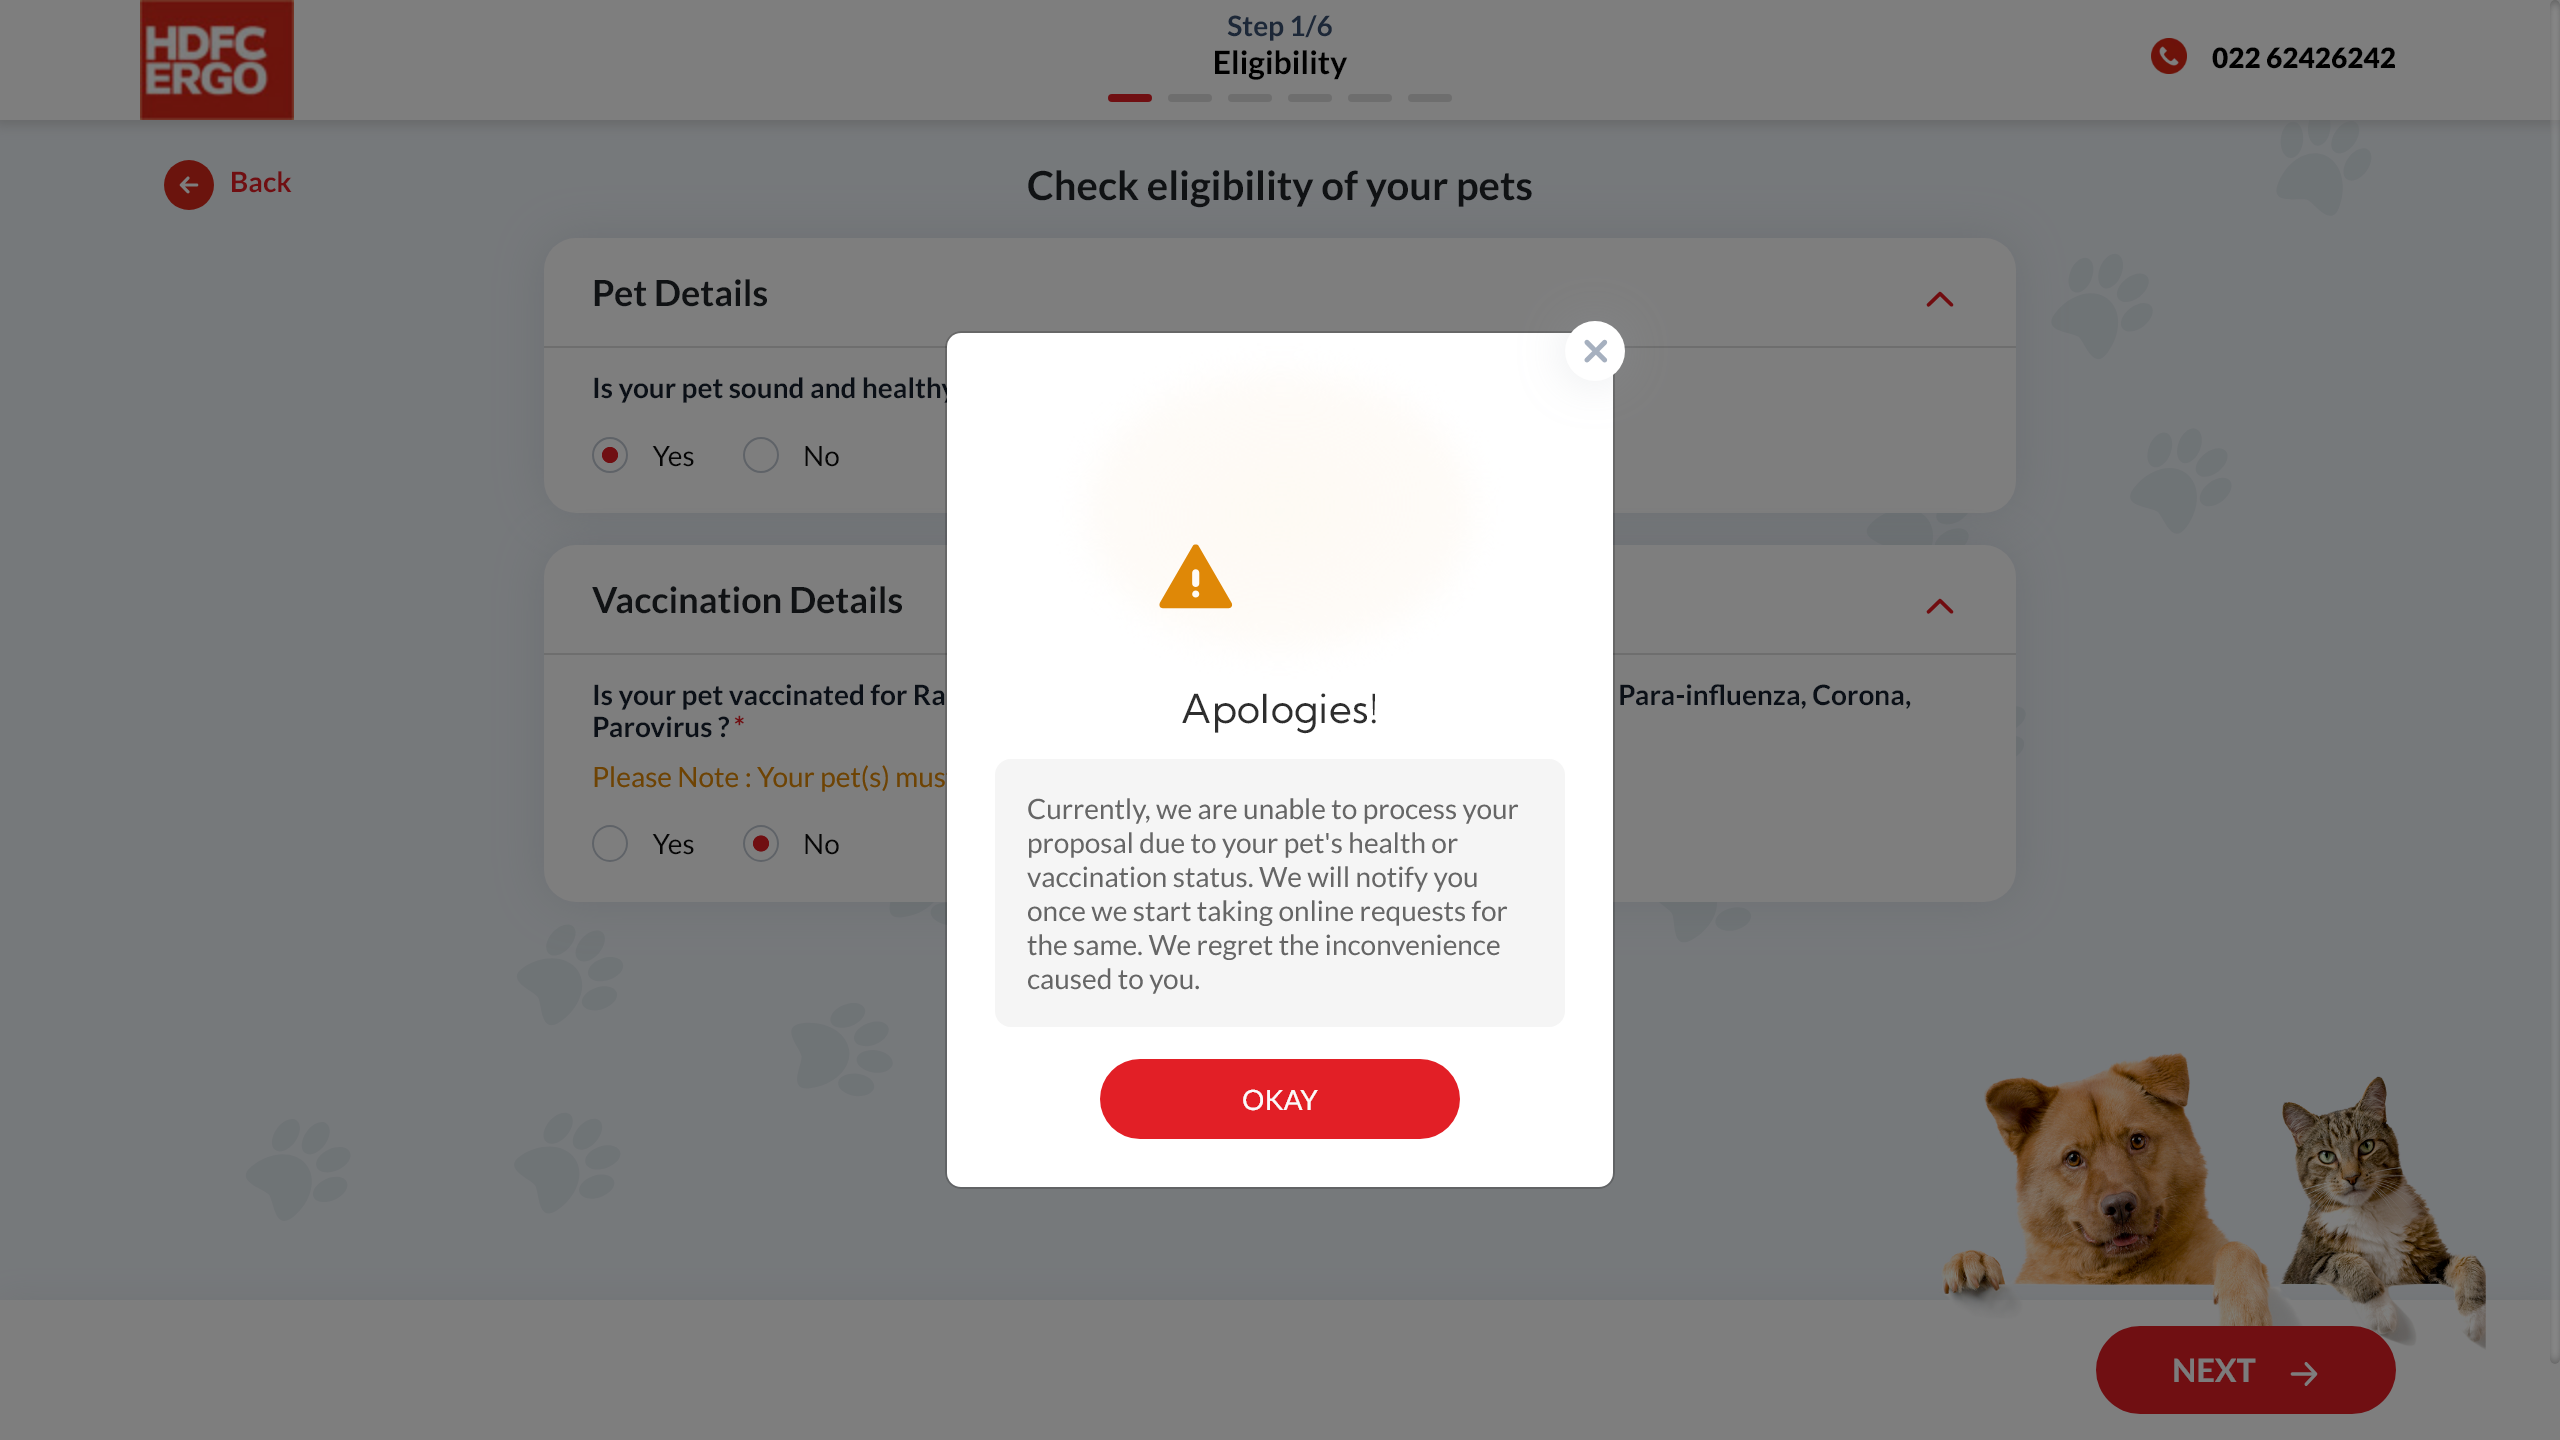 HDFC
ERGO
Step 1/6
Eligibility
022 62426242
Back
Check eligibility of your pets
Pet Details
Is your pet sound and healthy
Yes No
Vaccination Details
Is your pet vaccinated for Ra Para-influenza, Corona,
Parovirus ? *
Please Note : Your pet(s) mus
Yes No
Apologies!
Currently, we are unable to process your
proposal due to your pet's health or
vaccination status. We will notify you
once we start taking online requests for
the same. We regret the inconvenience
caused to you.
OKAY
NEXT